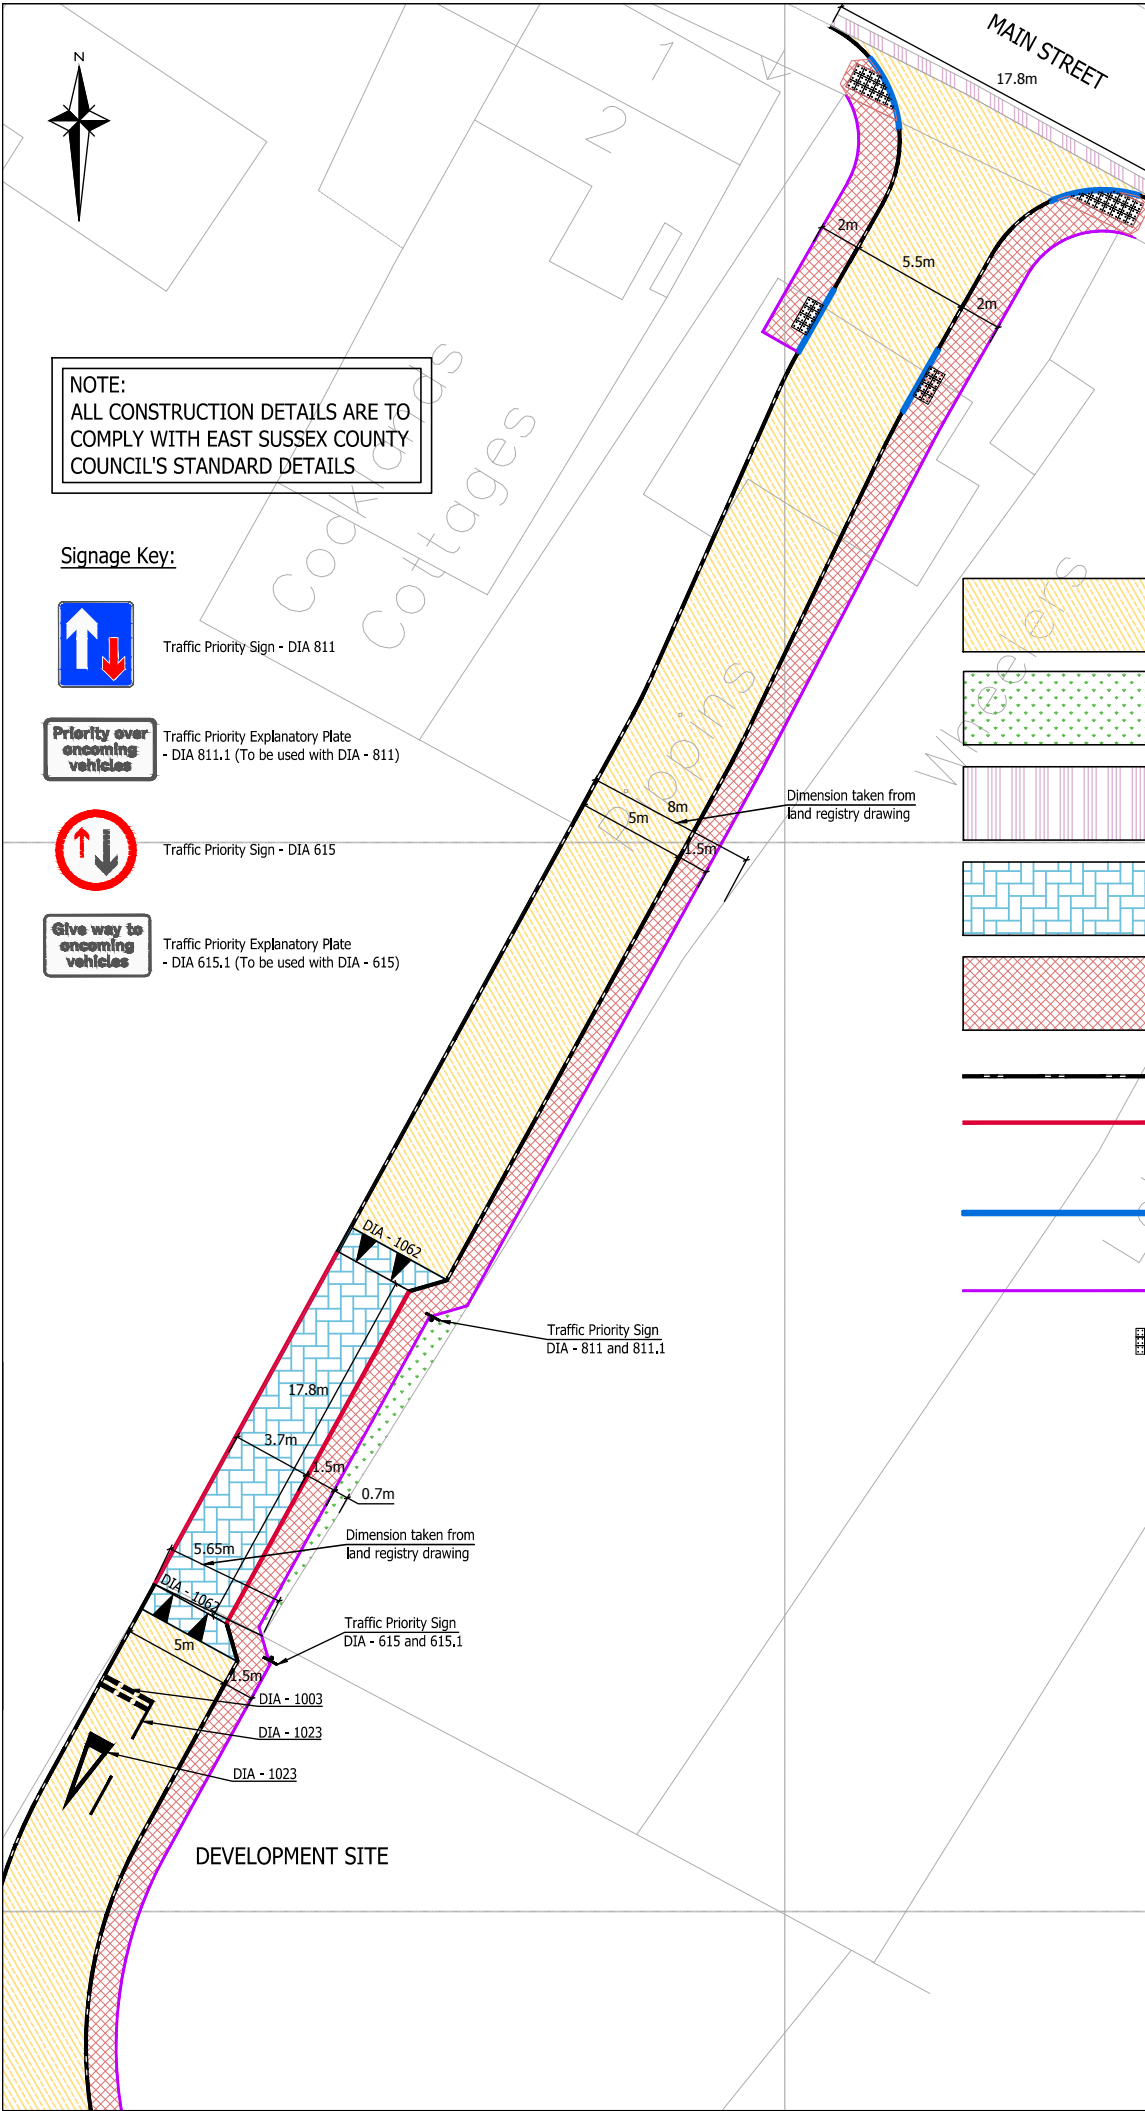 MAIN STREET
17.8m
N
1
2
2m
5.5m
2m
NOTE:
ALL CONSTRUCTION DETAILS ARE TO
COMPLY WITH EAST SUSSEX COUNTY
COUNCIL'S STANDARD DETAILS
Cooklands
Cottages
Signage Key:
Traffic Priority Sign - DIA 811
Priority over
oncoming
vehicles
Traffic Priority Explanatory Plate
- DIA 811.1 (To be used with DIA - 811)
Traffic Priority Sign - DIA 615
Give way to
oncoming
vehicles
Traffic Priority Explanatory Plate
- DIA 615.1 (To be used with DIA - 615)
Wheelers
Pippins
Dimension taken from
land registry drawing
8m
5m
1.5m
DIA - 1062
Traffic Priority Sign
DIA - 811 and 811.1
17.8m
3.7m
1.5m
0.7m
Dimension taken from
land registry drawing
5.65m
DIA - 1062
Traffic Priority Sign
DIA - 615 and 615.1
5m
1.5m
DIA - 1003
DIA - 1023
DIA - 1023
DEVELOPMENT SITE